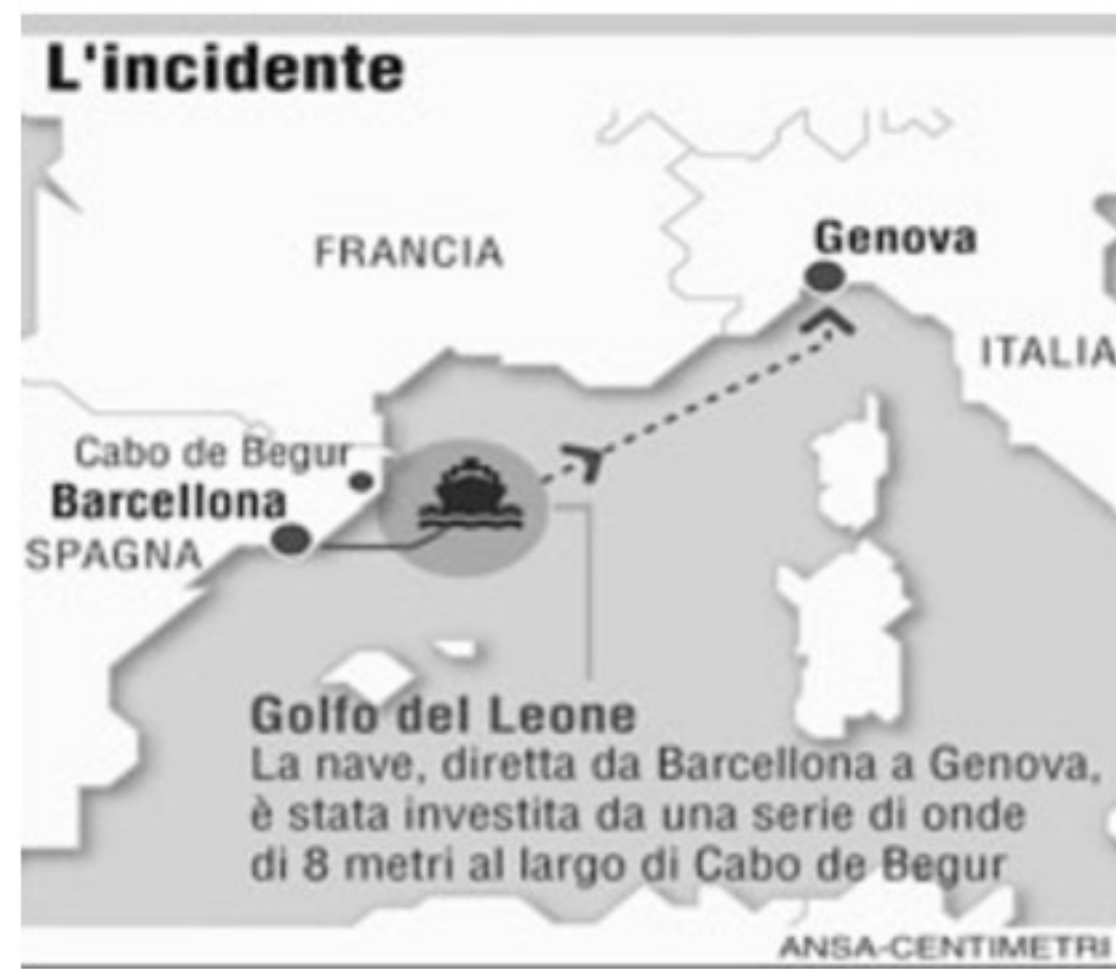 L'incidente
FRANCIA
Genova
ITALIA
Cabo de Begur
Barcellona
SPAGNA
Golfo del Leone
La nave, diretta da Barcellona a Genova,
è stata investita da una serie di onde
di 8 metri al largo di Cabo de Begur
ANSA-CENTIMETRI